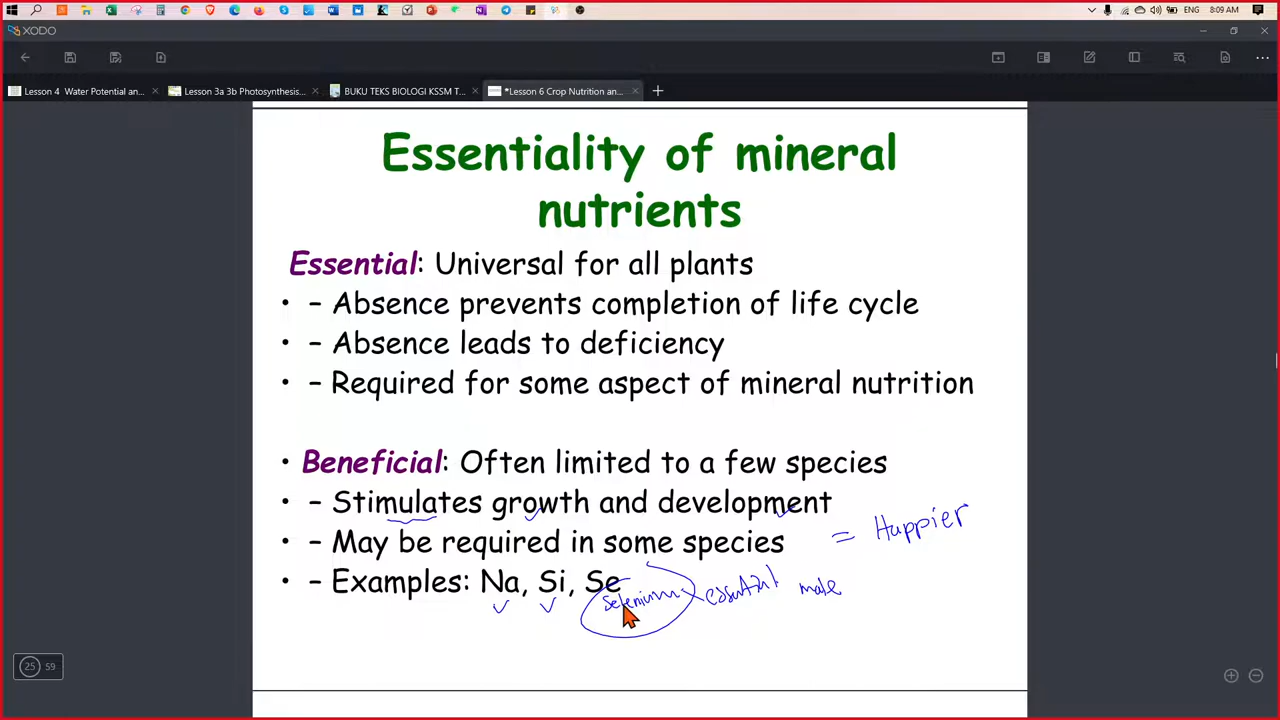 ENG 8:09 AM
XODO
Lesson 4 Water Potential an...
Lesson 3a 3b Photosynthesis...
BUKU TEKS BIOLOGI KSSM T...
*Lesson 6 Crop Nutrition an...
Essentiality of mineral
nutrients
Essential: Universal for all plants
• – Absence prevents completion of life cycle
• – Absence leads to deficiency
• – Required for some aspect of mineral nutrition
• Beneficial: Often limited to a few species
• – Stimulates growth and development
= Happier
• – May be required in some species
• – Examples: Na, Si, Se
Selenium essential male
25 59